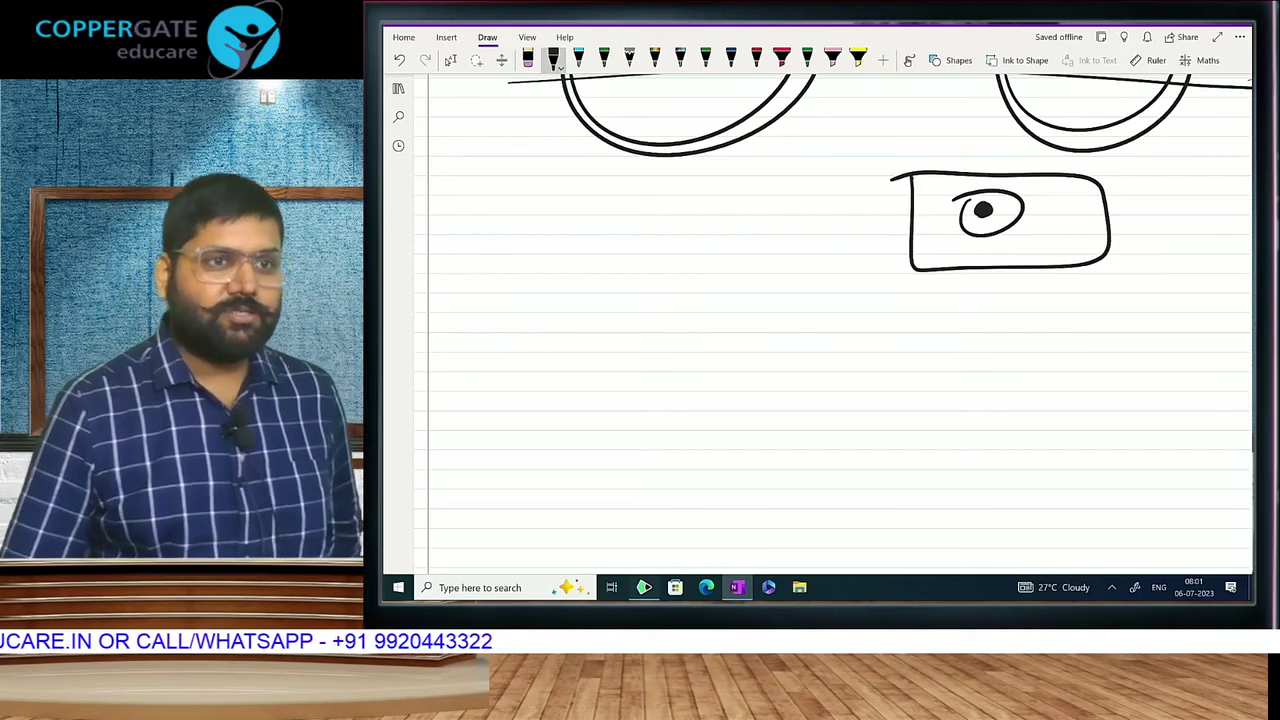 COPPERGATE
educare
Home Insert Draw View Help
Saved offline
Share
Shapes
Ink to Shape
Ink to Text
Ruler
Maths
Type here to search
27°C Cloudy
ENG
08:01
06-07-2023
UCARE.IN OR CALL/WHATSAPP - +91 9920443322